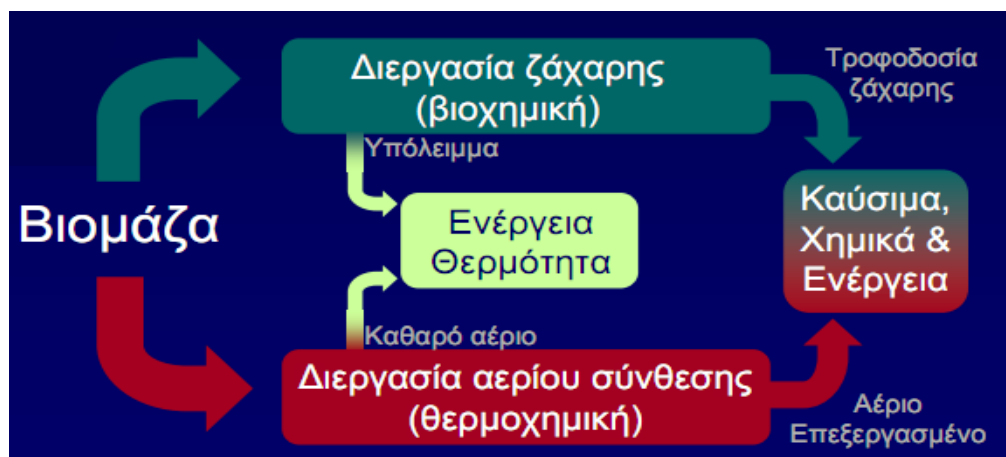 Διεργασία ζάχαρης
(βιοχημική)
Τροφοδοσία
ζάχαρης
Υπόλειμμα
Βιομάζα
Ενέργεια
Θερμότητα
Καύσιμα,
Χημικά &
Ενέργεια
Καθαρό αέριο
Διεργασία αερίου σύνθεσης
(θερμοχημική)
Αέριο
Επεξεργασμένο